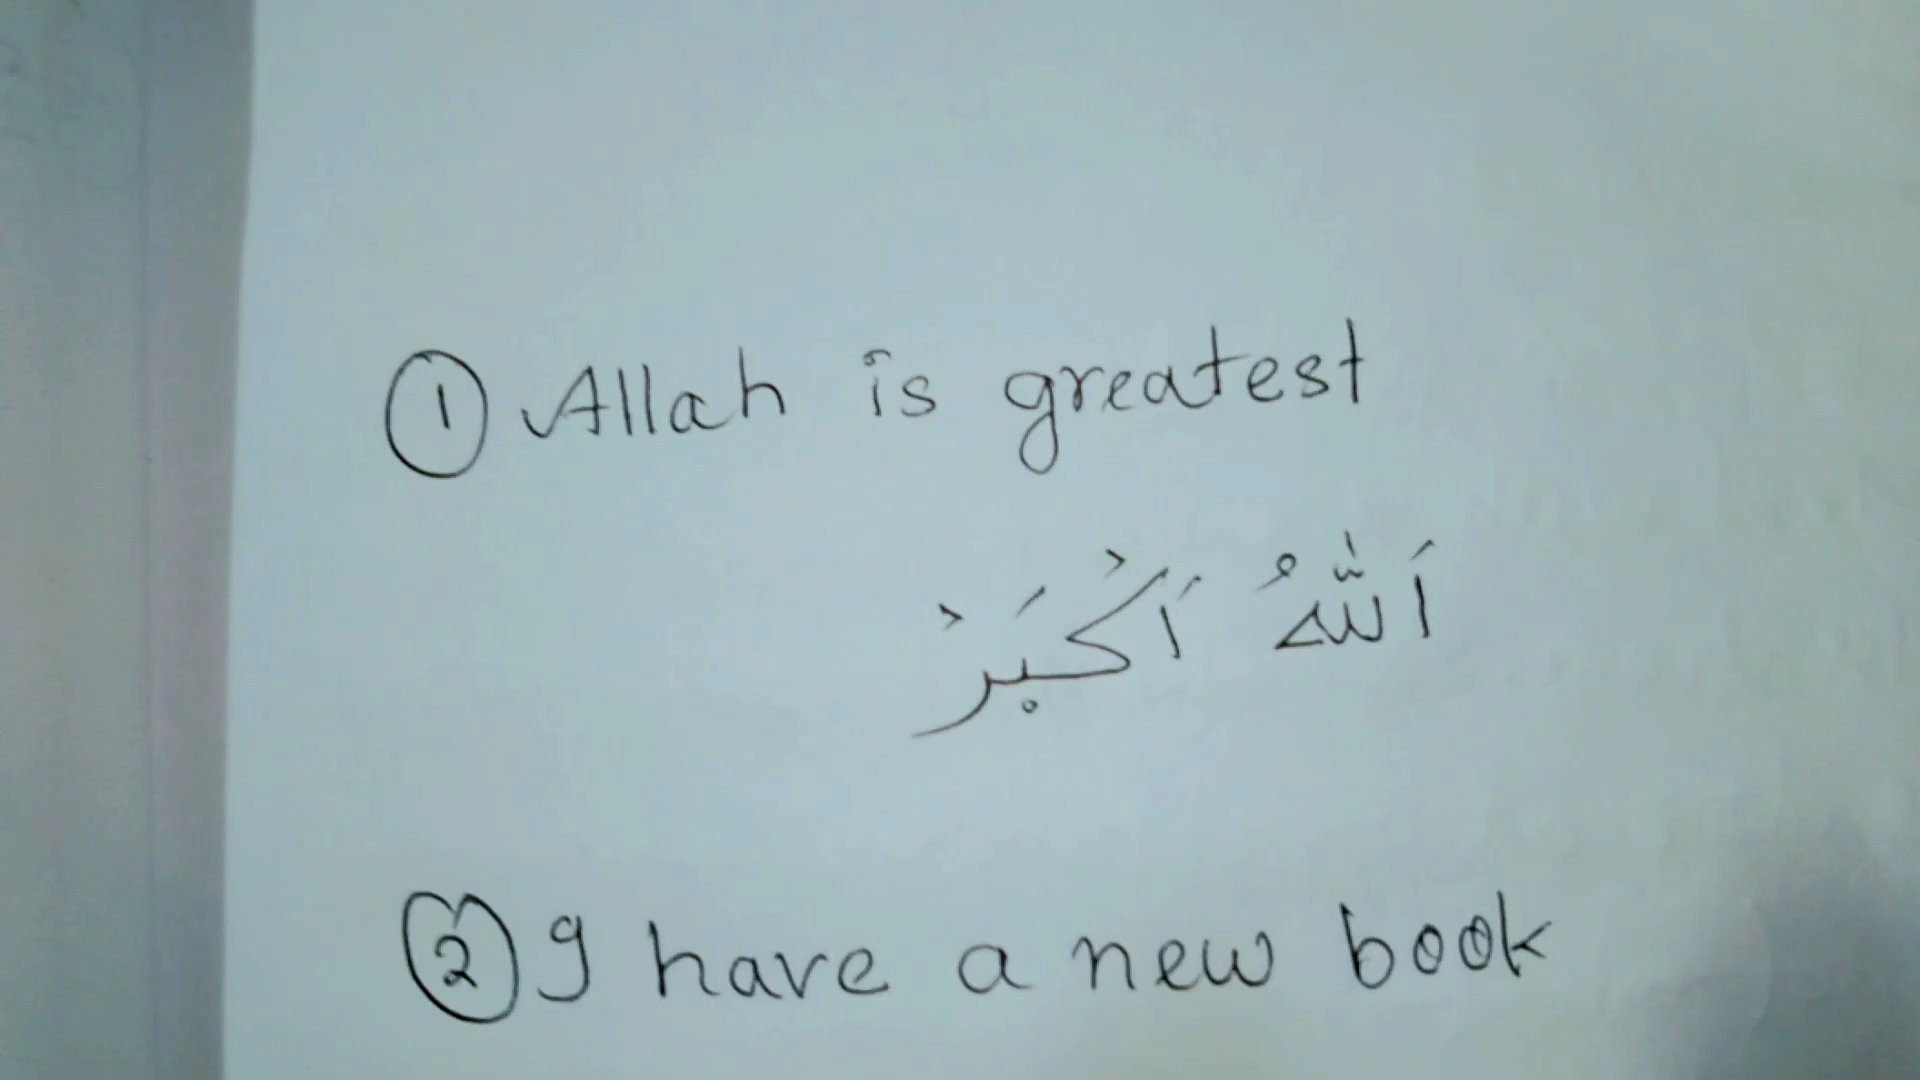 ① Allah is greatest
اَللّٰهُ اَكْبَرْ
② I have a new book